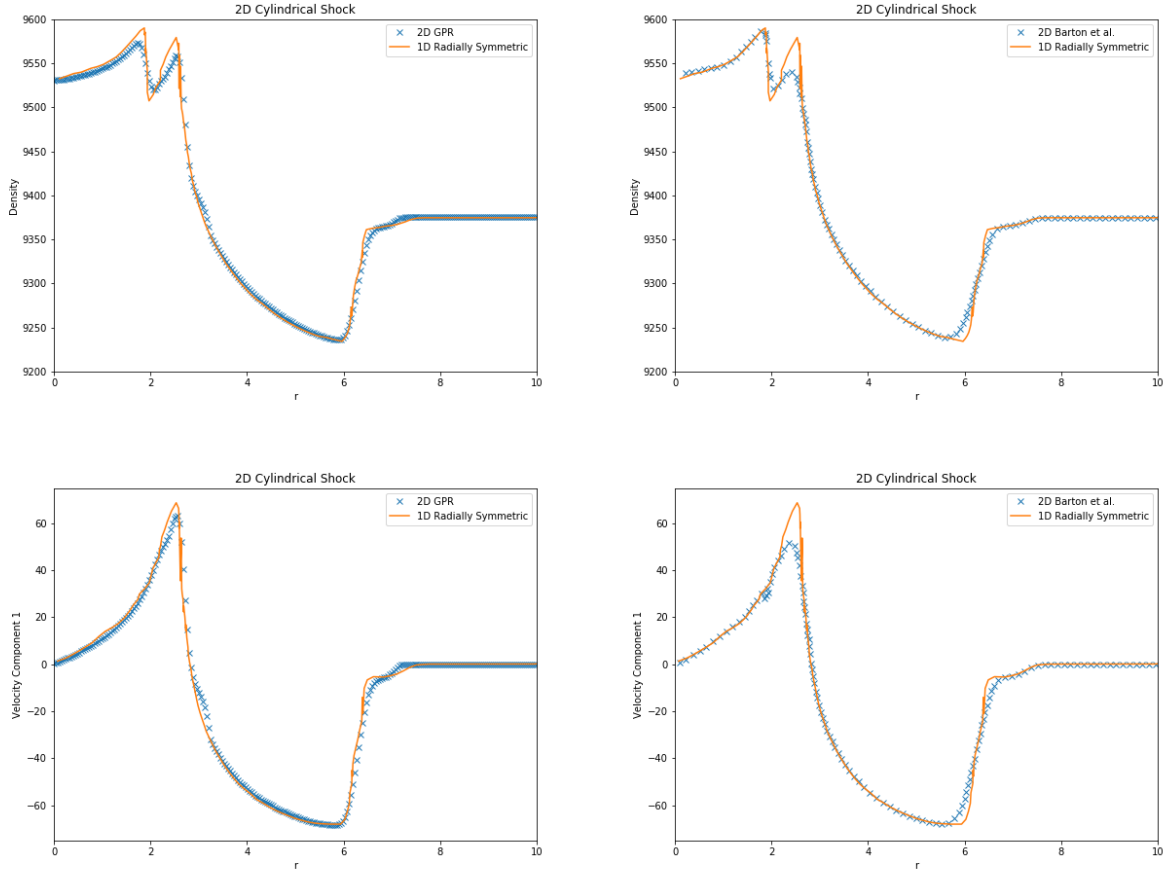 2D Cylindrical Shock
9600
9550
9500
9450
9400
9350
9300
9250
9200
Density
0 2 4 6 8 10
r
2D GPR
1D Radially Symmetric
2D Cylindrical Shock
9600
9550
9500
9450
9400
9350
9300
9250
9200
Density
0 2 4 6 8 10
r
2D Barton et al.
1D Radially Symmetric
2D Cylindrical Shock
60
40
20
0
−20
−40
−60
Velocity Component 1
0 2 4 6 8 10
r
2D GPR
1D Radially Symmetric
2D Cylindrical Shock
60
40
20
0
−20
−40
−60
Velocity Component 1
0 2 4 6 8 10
r
2D Barton et al.
1D Radially Symmetric